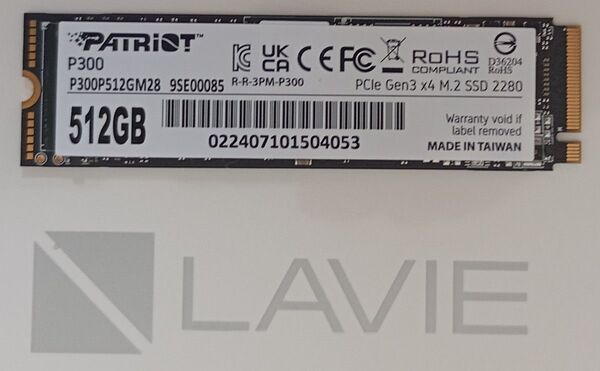 PATRIOT
P300
P300P512GM28 9SE00085
R-R-3PM-P300
UK
CA
CE FC
RoHS
COMPLIANT
D36204
RoHS
PCIe Gen3 x4 M.2 SSD 2280
512GB
022407101504053
Warranty void if
label removed
MADE IN TAIWAN
LAVIE